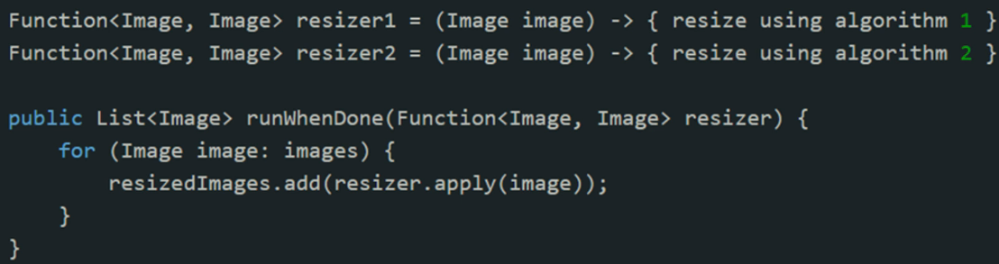 Function<Image, Image> resizer1 = (Image image) -> { resize using algorithm 1 }
Function<Image, Image> resizer2 = (Image image) -> { resize using algorithm 2 }

public List<Image> runWhenDone(Function<Image, Image> resizer) {
    for (Image image: images) {
        resizedImages.add(resizer.apply(image));
    }
}